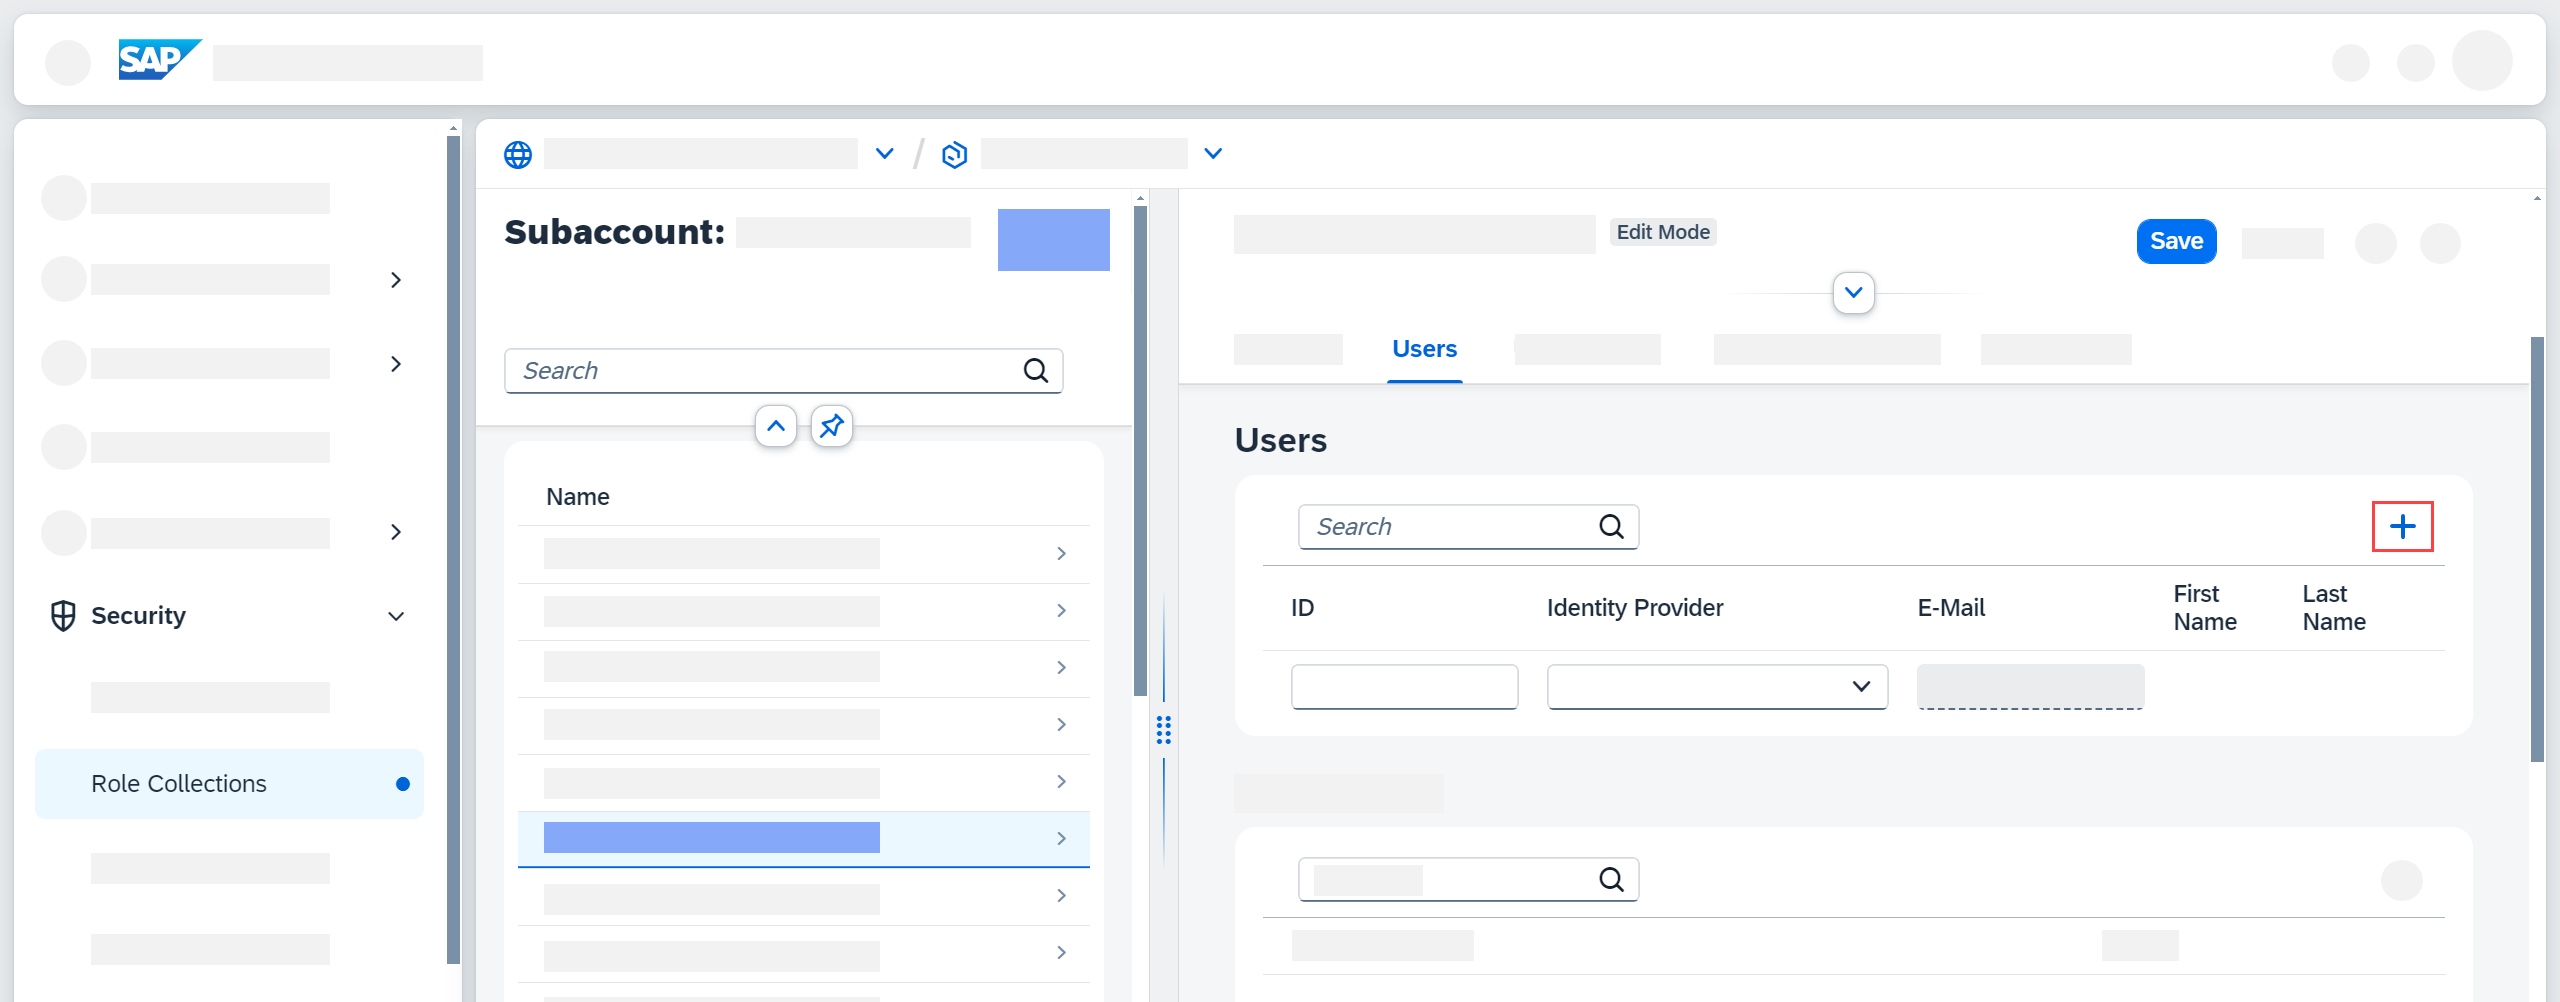 SAP
Subaccount:
Edit Mode
Save
Search
Users
Users
Name
Search
ID
Identity Provider
E-Mail
First
Name
Last
Name
Security
Role Collections